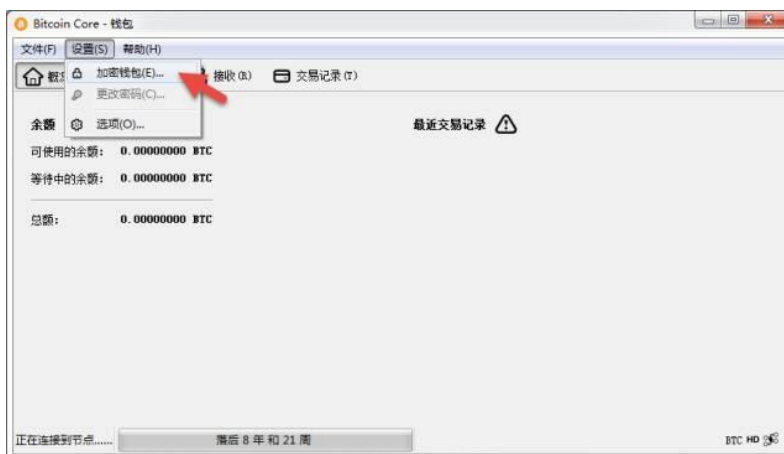 Bitcoin Core - 钱包
文件(F) 设置(S) 帮助(H)
概 接收(R) 交易记录(T)
加密钱包(E)...
更改密码(C)...
选项(O)...
余额 最近交易记录
可使用的余额: 0.00000000 BTC
等待中的余额: 0.00000000 BTC
总额: 0.00000000 BTC
正在连接到节点...... 落后 8 年 和 21 周 BTC HD